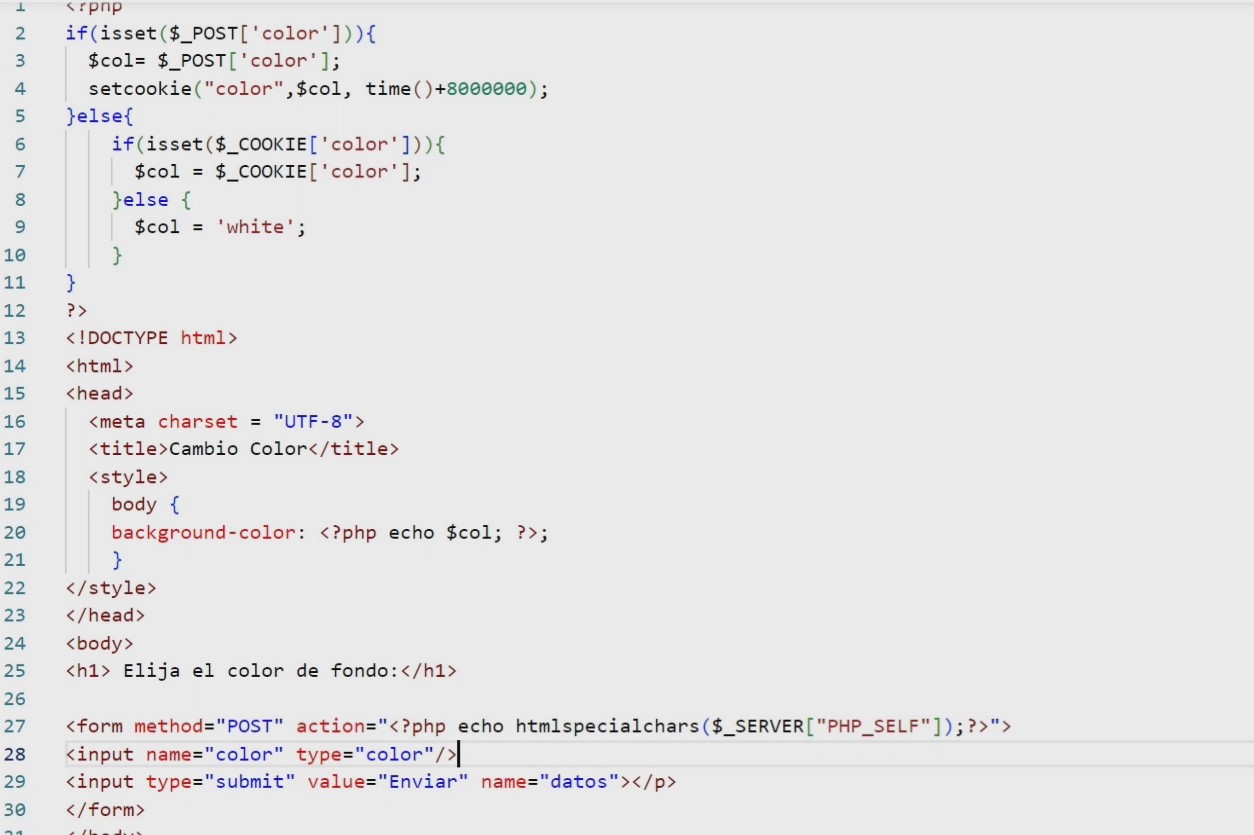 1 <?php
2 if(isset($_POST['color'])){
3 $col= $_POST['color'];
4 setcookie("color",$col, time()+8000000);
5 }else{
6 if(isset($_COOKIE['color'])){
7 $col = $_COOKIE['color'];
8 }else {
9 $col = 'white';
10 }
11 }
12 ?>
13 <!DOCTYPE html>
14 <html>
15 <head>
16 <meta charset = "UTF-8">
17 <title>Cambio Color</title>
18 <style>
19 body {
20 background-color: <?php echo $col; ?>;
21 }
22 </style>
23 </head>
24 <body>
25 <h1> Elija el color de fondo:</h1>
26
27 <form method="POST" action="<?php echo htmlspecialchars($_SERVER["PHP_SELF"]);?>">
28 <input name="color" type="color"/>
29 <input type="submit" value="Enviar" name="datos"></p>
30 </form>
31 </body>